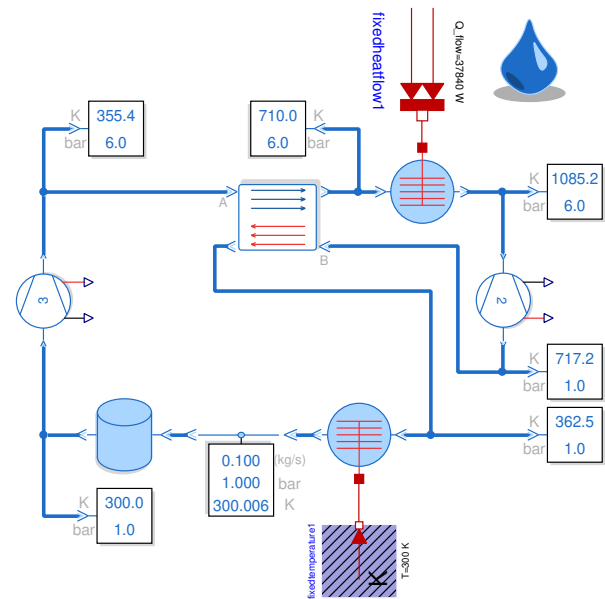 fixedheatflow1
Q_flow=37840 W
K
355.4
bar
6.0
710.0
K
6.0
bar
K
1085.2
bar
6.0
A
B
3
2
K
717.2
bar
1.0
K
362.5
bar
1.0
0.100
(kg/s)
1.000
bar
300.006
K
K
300.0
bar
1.0
fixedtemperature1
K
T=300 K